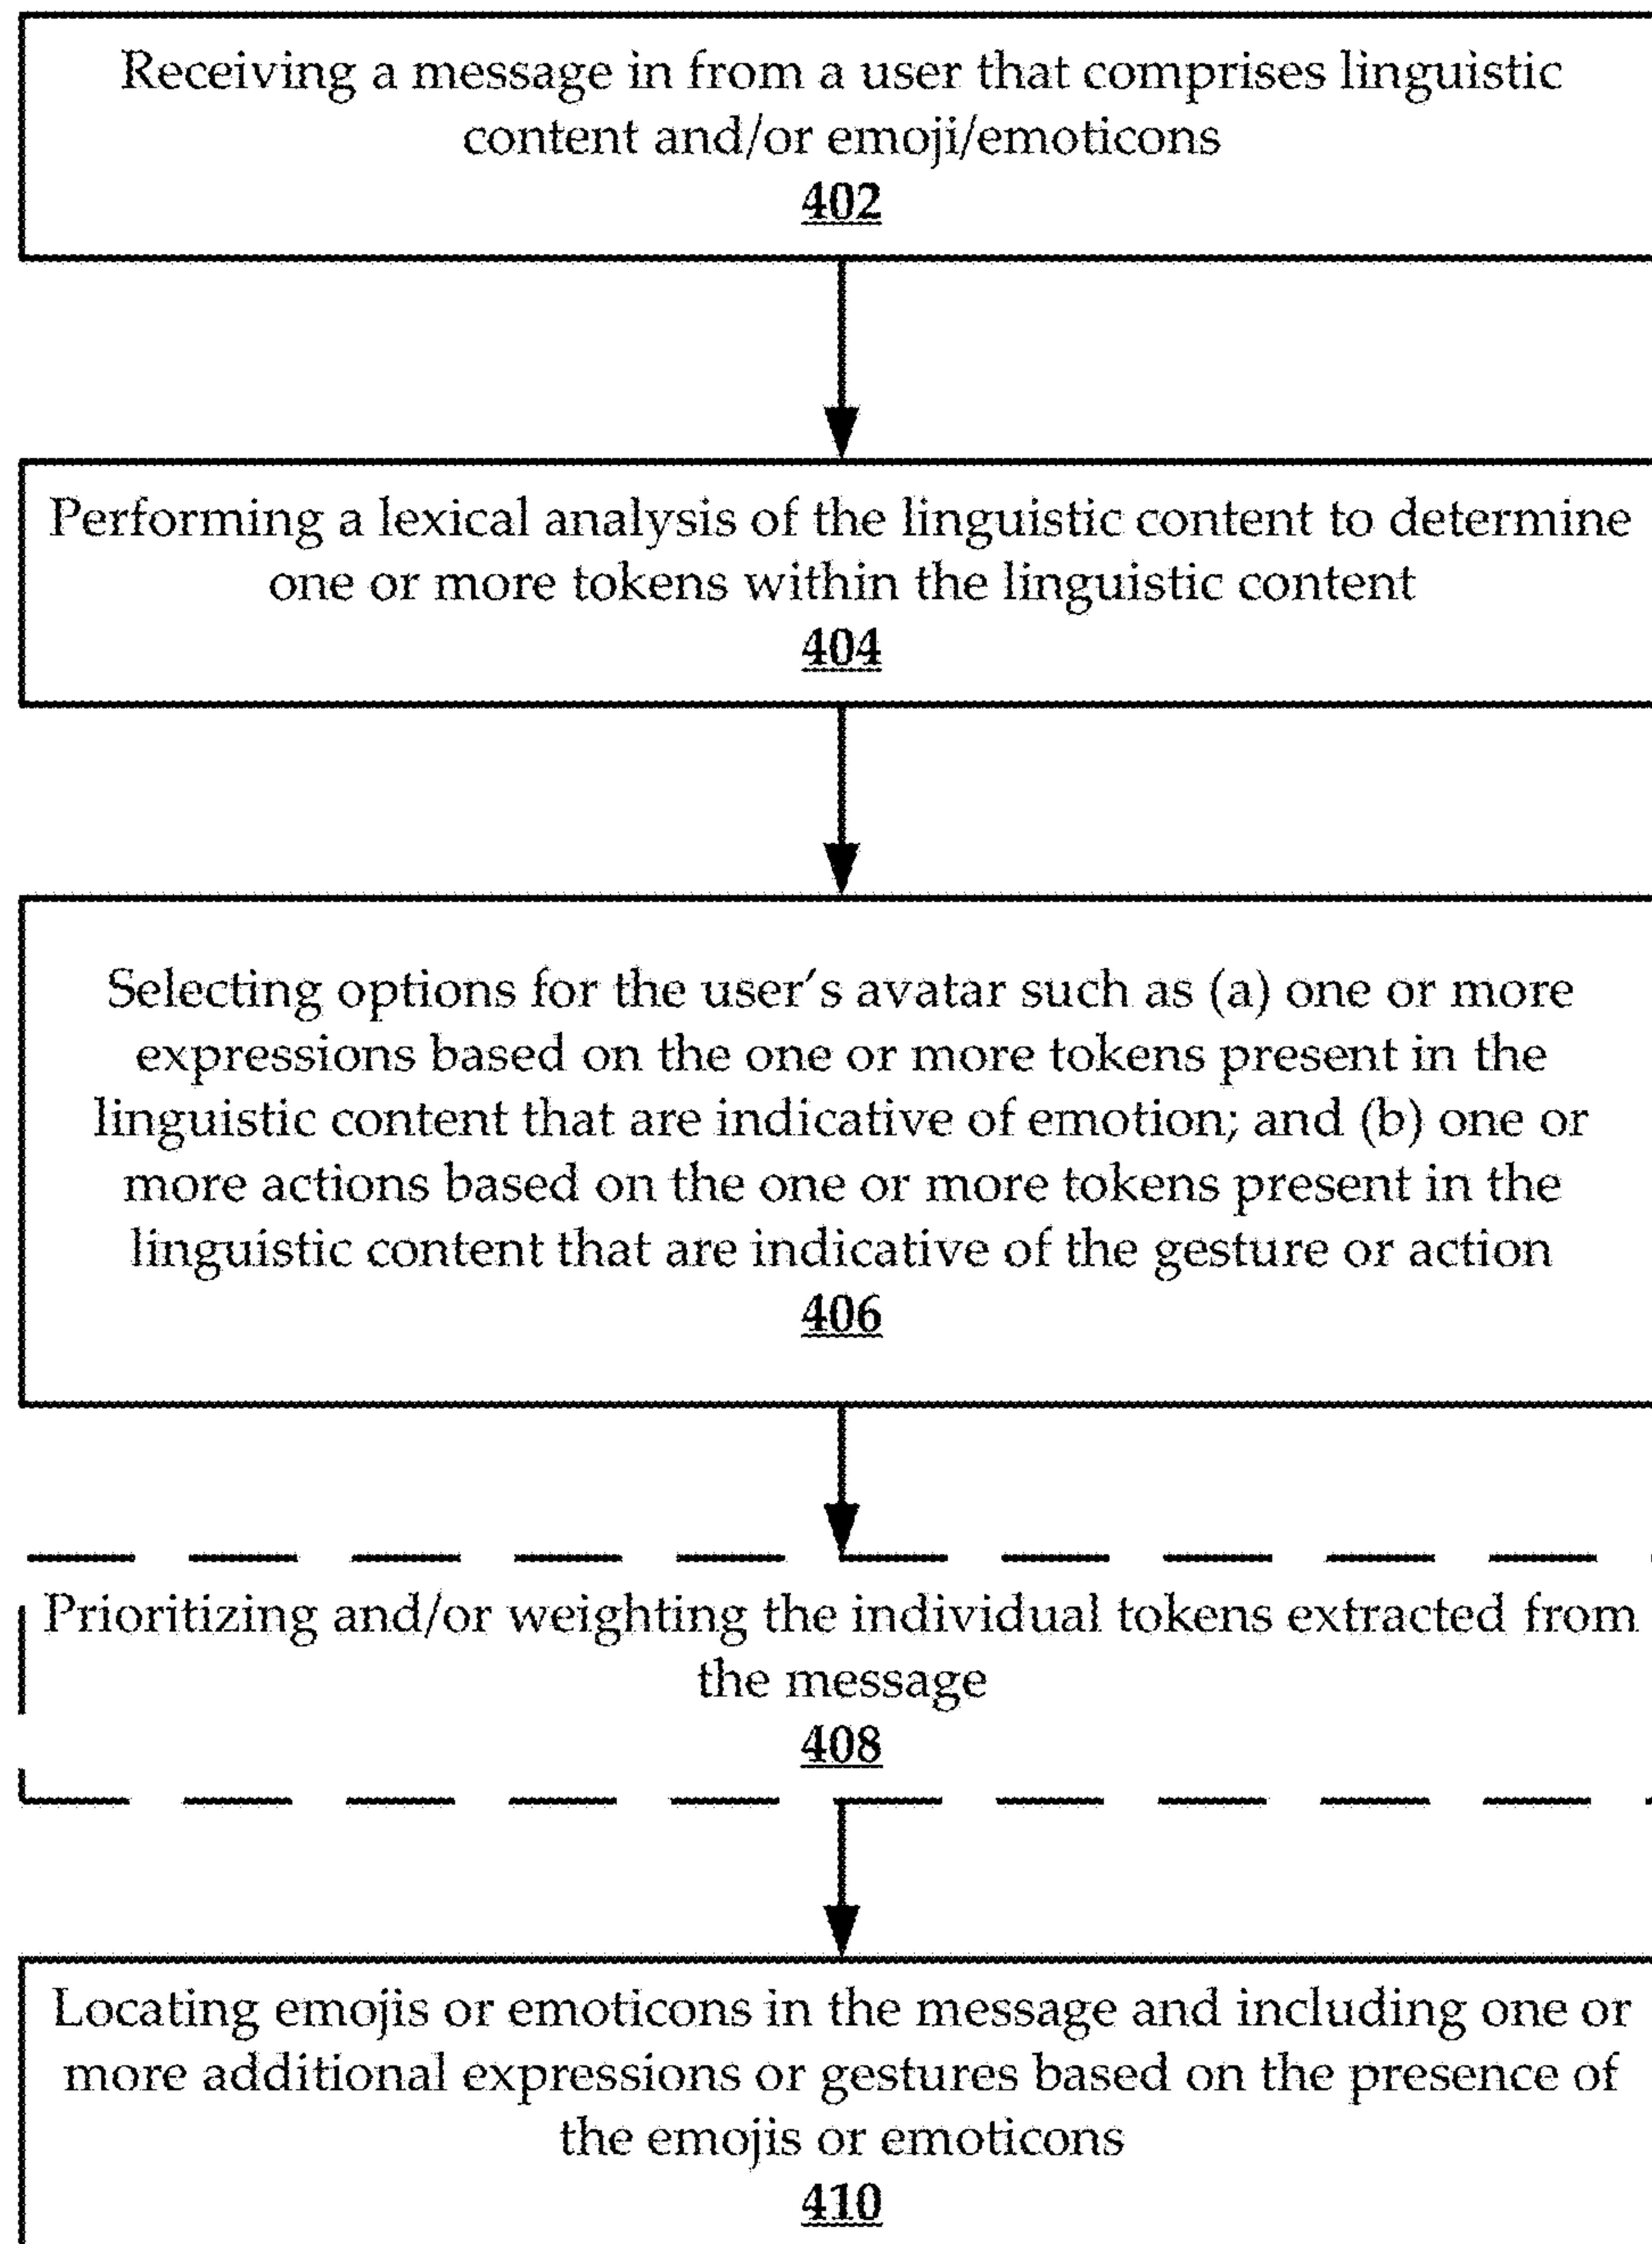 Receiving a message in from a user that comprises linguistic
content and/or emoji/emoticons
402
Performing a lexical analysis of the linguistic content to determine
one or more tokens within the linguistic content
404
Selecting options for the user's avatar such as (a) one or more
expressions based on the one or more tokens present in the
linguistic content that are indicative of emotion; and (b) one or
more actions based on the one or more tokens present in the
linguistic content that are indicative of the gesture or action
406
Prioritizing and/or weighting the individual tokens extracted from
the message
408
Locating emojis or emoticons in the message and including one or
more additional expressions or gestures based on the presence of
the emojis or emoticons
410